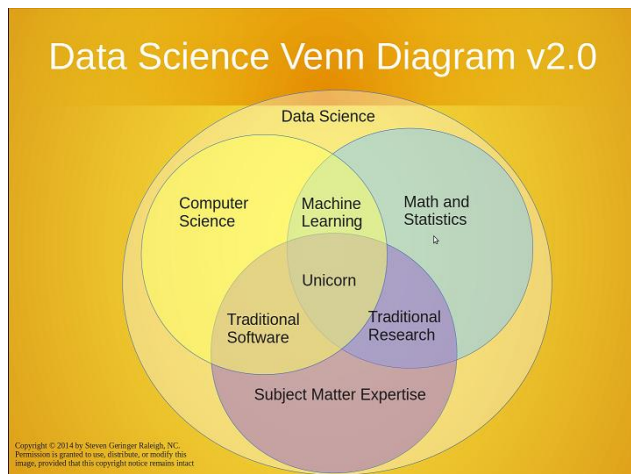 Data Science Venn Diagram v2.0
Data Science
Computer
Science
Machine
Learning
Math and
Statistics
Unicorn
Traditional
Software
Traditional
Research
Subject Matter Expertise
Copyright © 2014 by Steven Geringer Raleigh, NC.
Permission is granted to use, distribute, or modify this
image, provided that this copyright notice remains intact